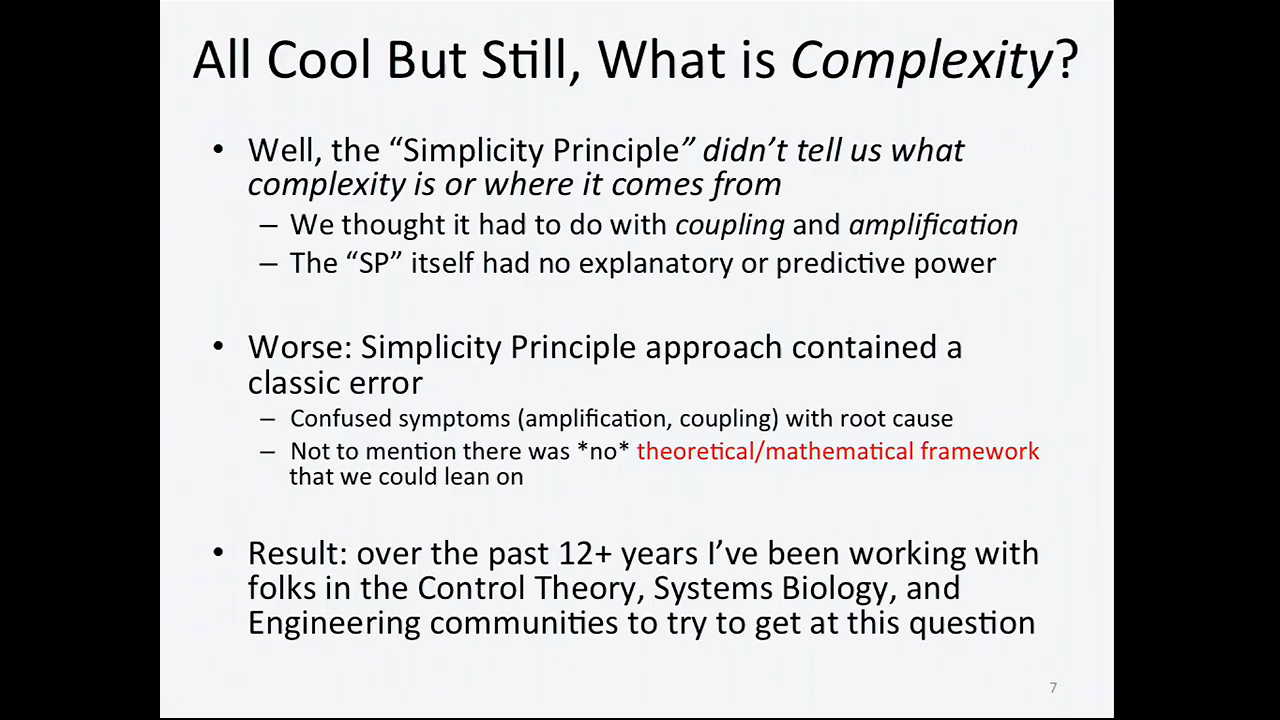 All Cool But Still, What is Complexity?
• Well, the “Simplicity Principle” didn’t tell us what
complexity is or where it comes from
– We thought it had to do with coupling and amplification
– The “SP” itself had no explanatory or predictive power
• Worse: Simplicity Principle approach contained a
classic error
– Confused symptoms (amplification, coupling) with root cause
– Not to mention there was *no* theoretical/mathematical framework
that we could lean on
• Result: over the past 12+ years I’ve been working with
folks in the Control Theory, Systems Biology, and
Engineering communities to try to get at this question
7